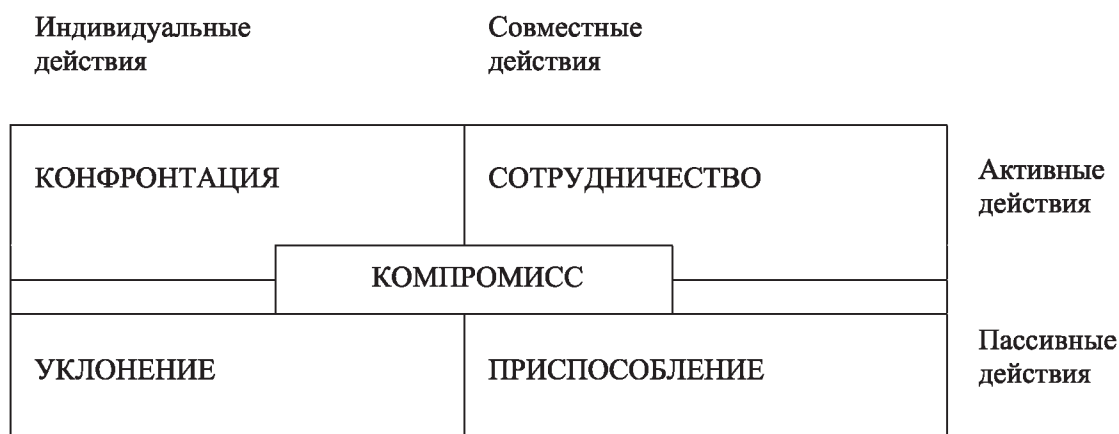 Индивидуальные
действия
Совместные
действия
КОНФРОНТАЦИЯ
СОТРУДНИЧЕСТВО
Активные
действия
КОМПРОМИСС
УКЛОНЕНИЕ
ПРИСПОСОБЛЕНИЕ
Пассивные
действия